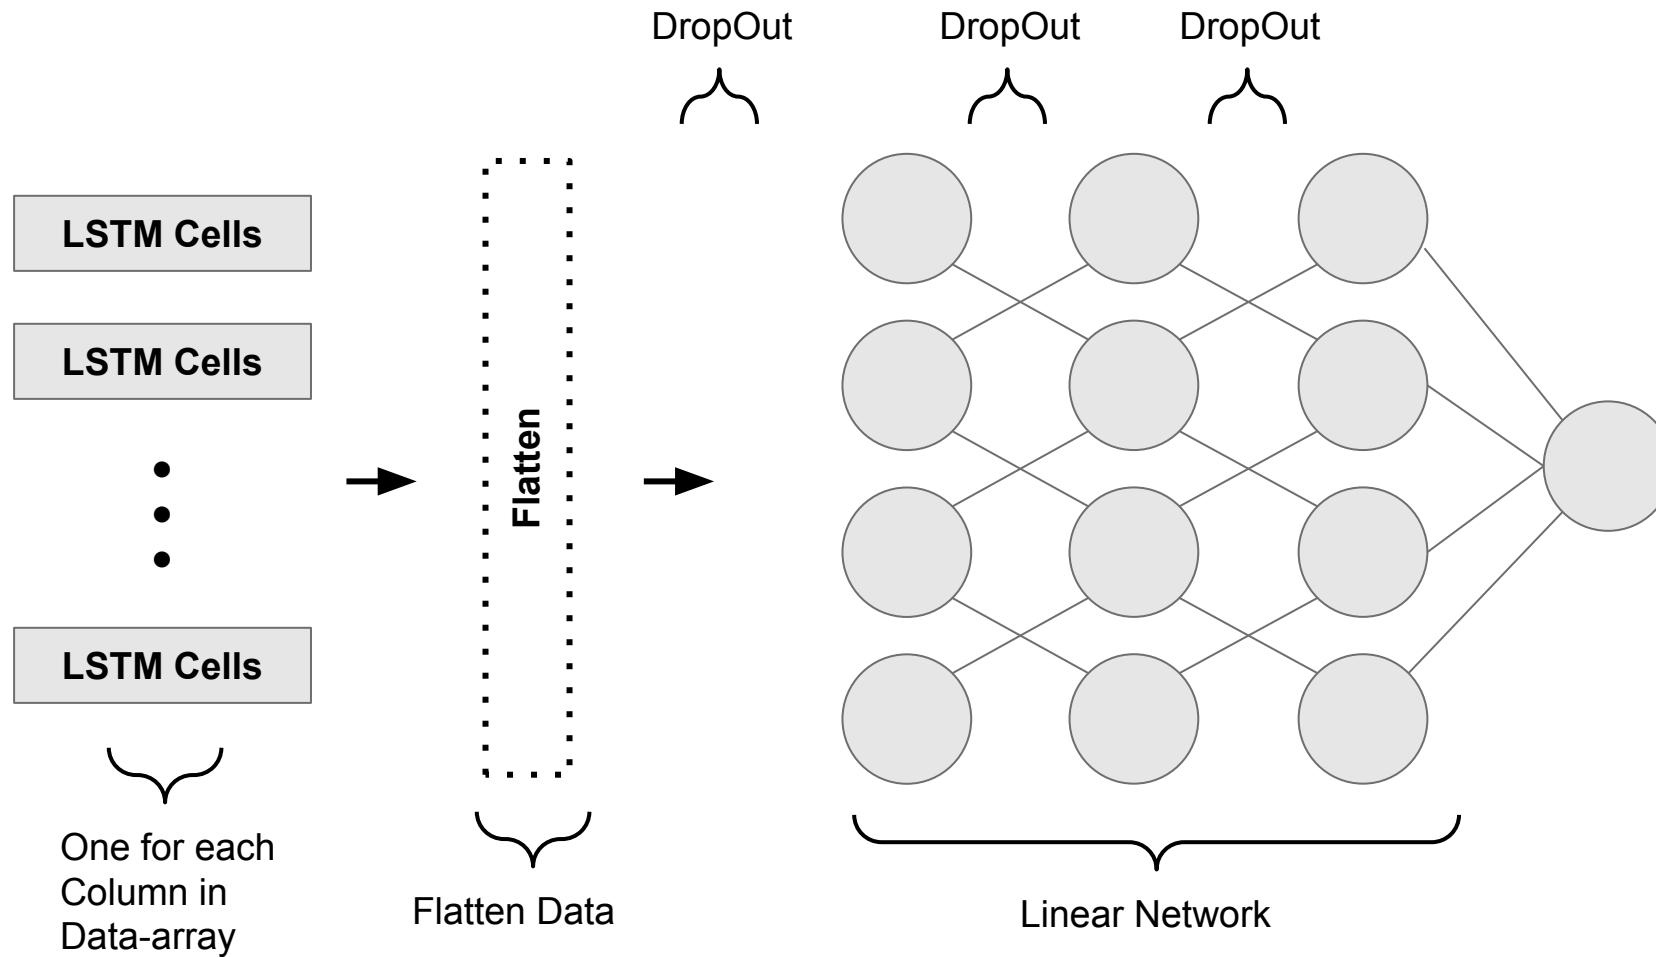 DropOut
DropOut
DropOut
LSTM Cells
LSTM Cells
LSTM Cells
Flatten
One for each
Column in
Data-array
Flatten Data
Linear Network